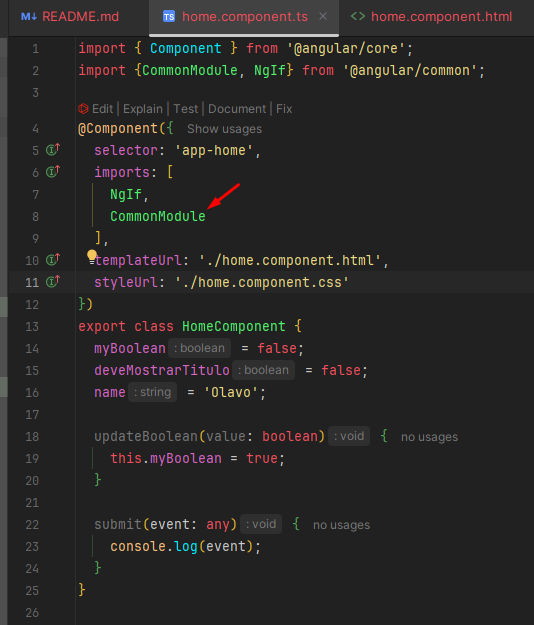 README.md home.component.ts home.component.html
1 import { Component } from '@angular/core';
2 import {CommonModule, NgIf} from '@angular/common';
3
Edit | Explain | Test | Document | Fix
4 @Component({ Show usages
5 selector: 'app-home',
6 imports: [
7 NgIf,
8 CommonModule
9 ],
10 templateUrl: './home.component.html',
11 styleUrl: './home.component.css'
12 })
13 export class HomeComponent {
14 myBoolean : boolean = false;
15 deveMostrarTitulo : boolean = false;
16 name : string = 'Olavo';
17
18 updateBoolean(value: boolean) : void { no usages
19 this.myBoolean = true;
20 }
21
22 submit(event: any) : void { no usages
23 console.log(event);
24 }
25 }
26